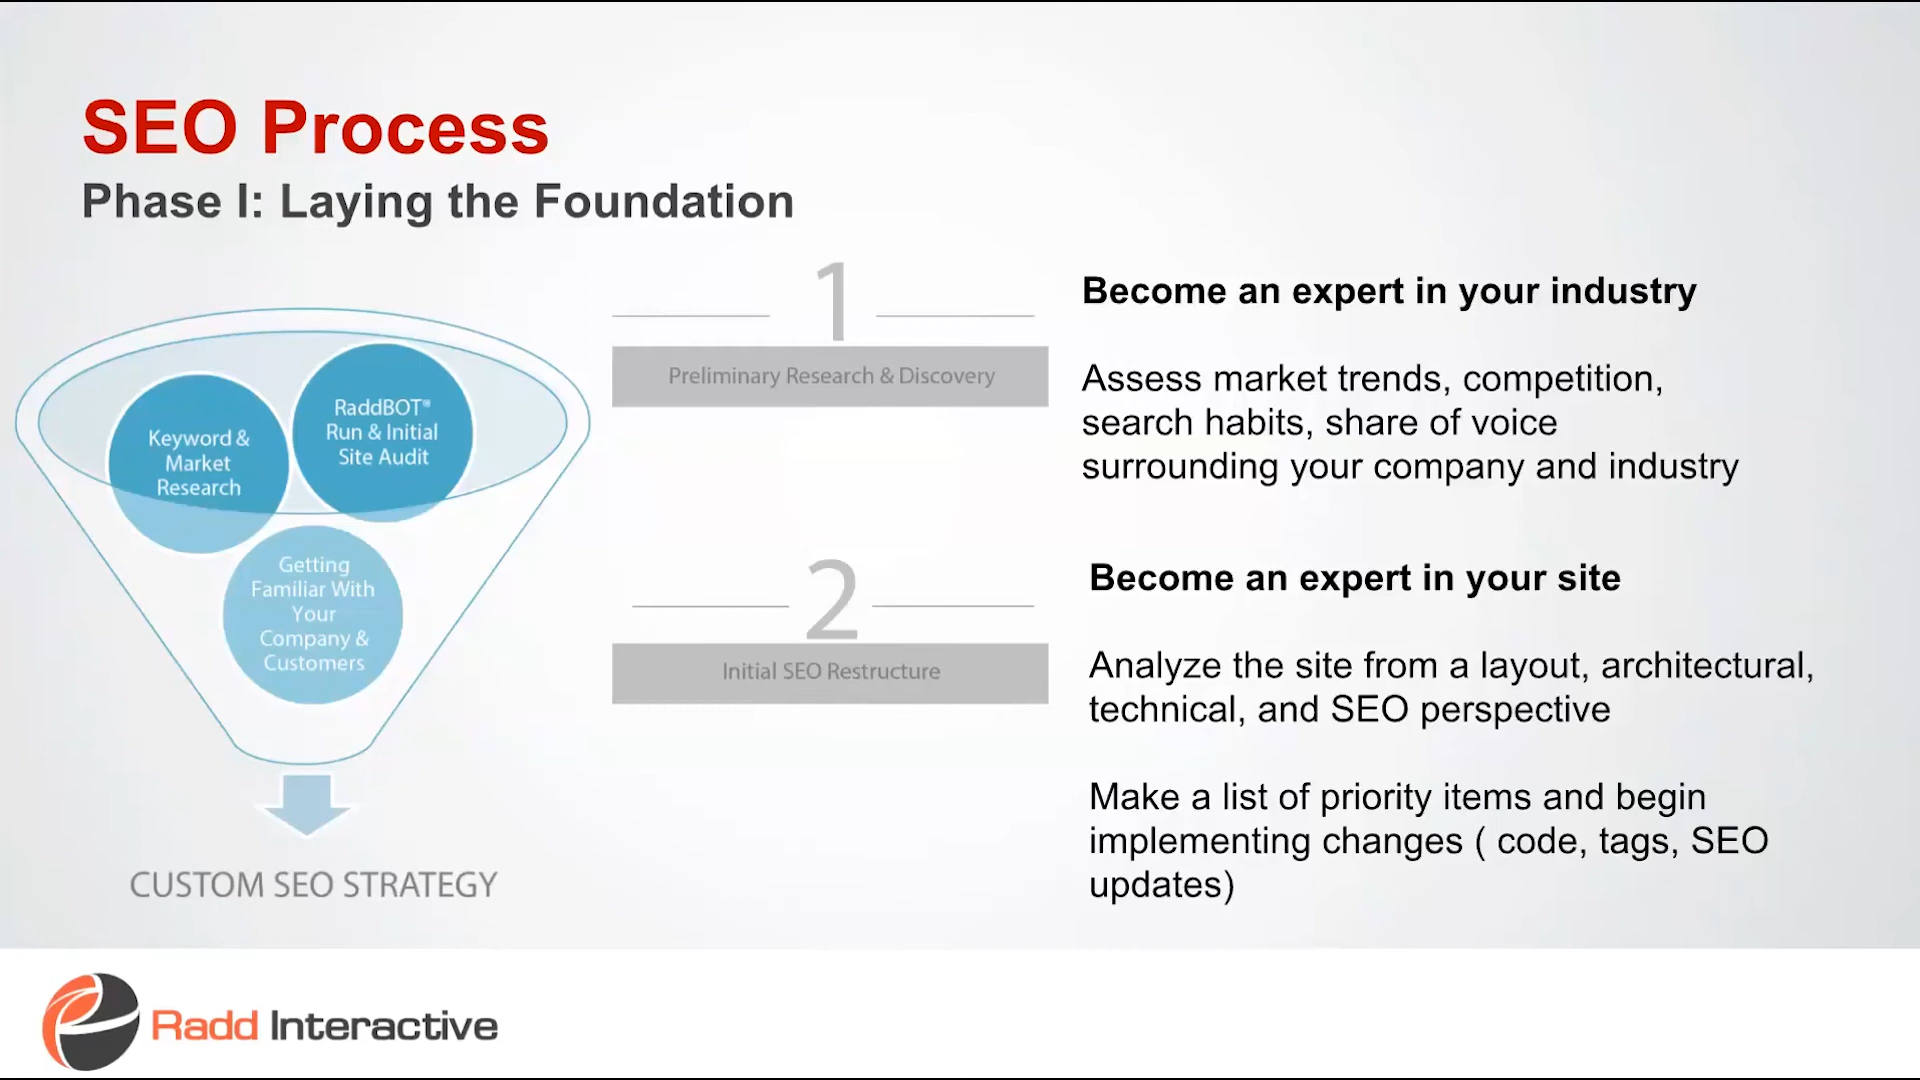 SEO Process
Phase I: Laying the Foundation
Keyword &
Market
Research
RaddBOT®
Run & Initial
Site Audit
Getting
Familiar With
Your
Company &
Customers
CUSTOM SEO STRATEGY
1
Preliminary Research & Discovery
Become an expert in your industry
Assess market trends, competition,
search habits, share of voice
surrounding your company and industry
2
Initial SEO Restructure
Become an expert in your site
Analyze the site from a layout, architectural,
technical, and SEO perspective
Make a list of priority items and begin
implementing changes ( code, tags, SEO
updates)
Radd Interactive